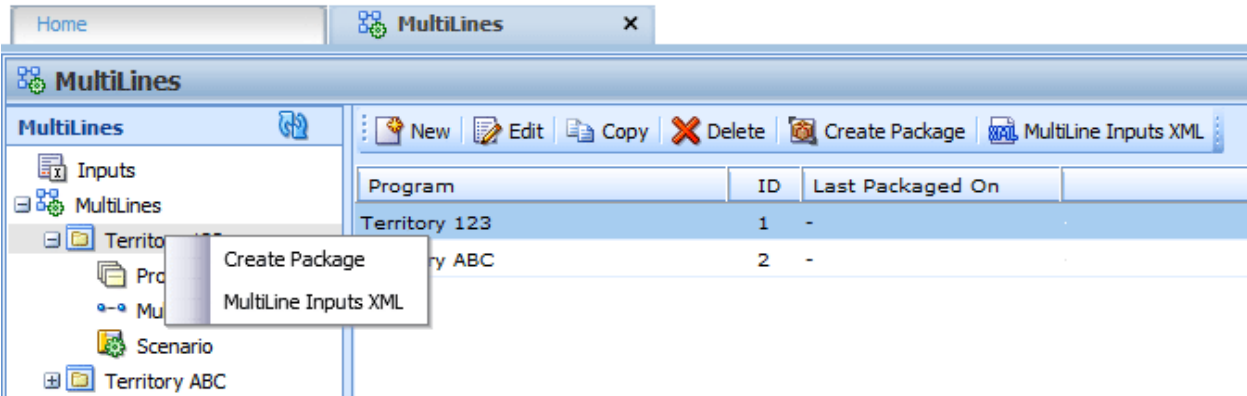 Home
MultiLines x
MultiLines
MultiLines
New Edit Copy Delete Create Package MultiLine Inputs XML
Inputs
MultiLines
Program ID Last Packaged On
Territory 123 1 -
Create Package
ABC 2 -
MultiLine Inputs XML
Scenario
Territory ABC